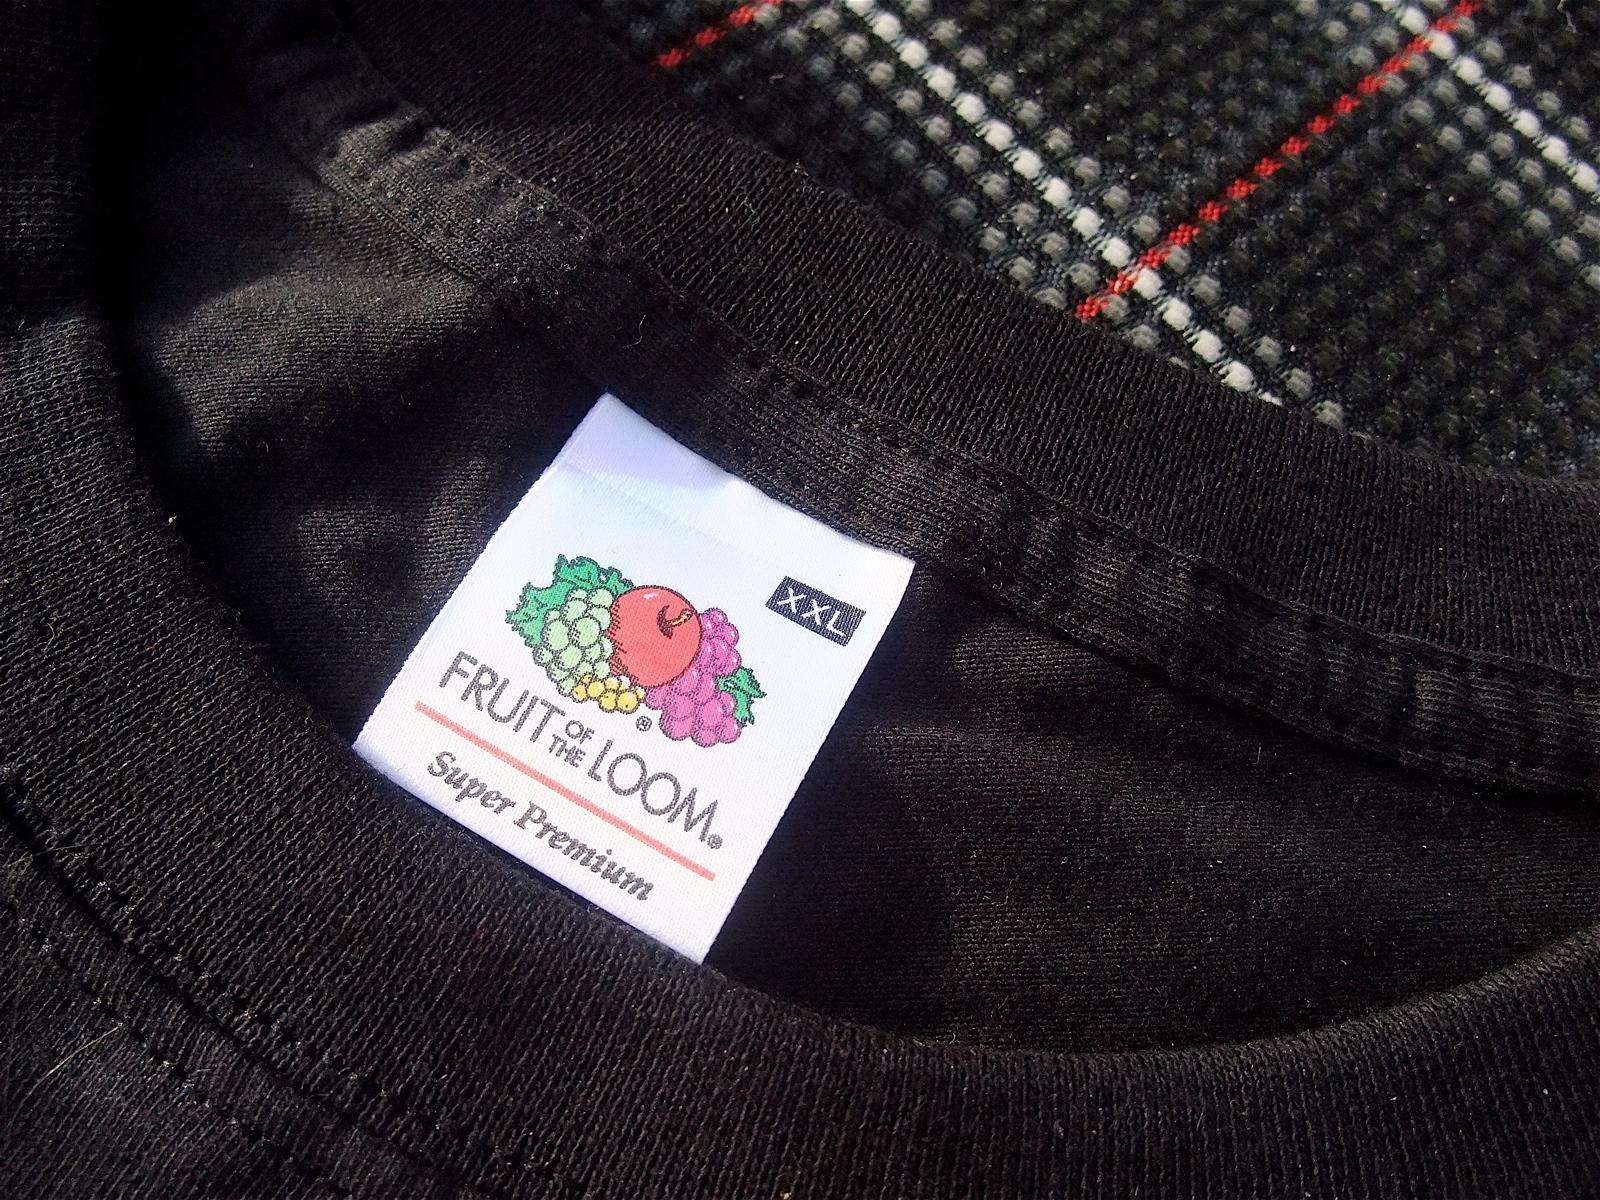 XXL
FRUIT OF THE LOOM®
Super Premium